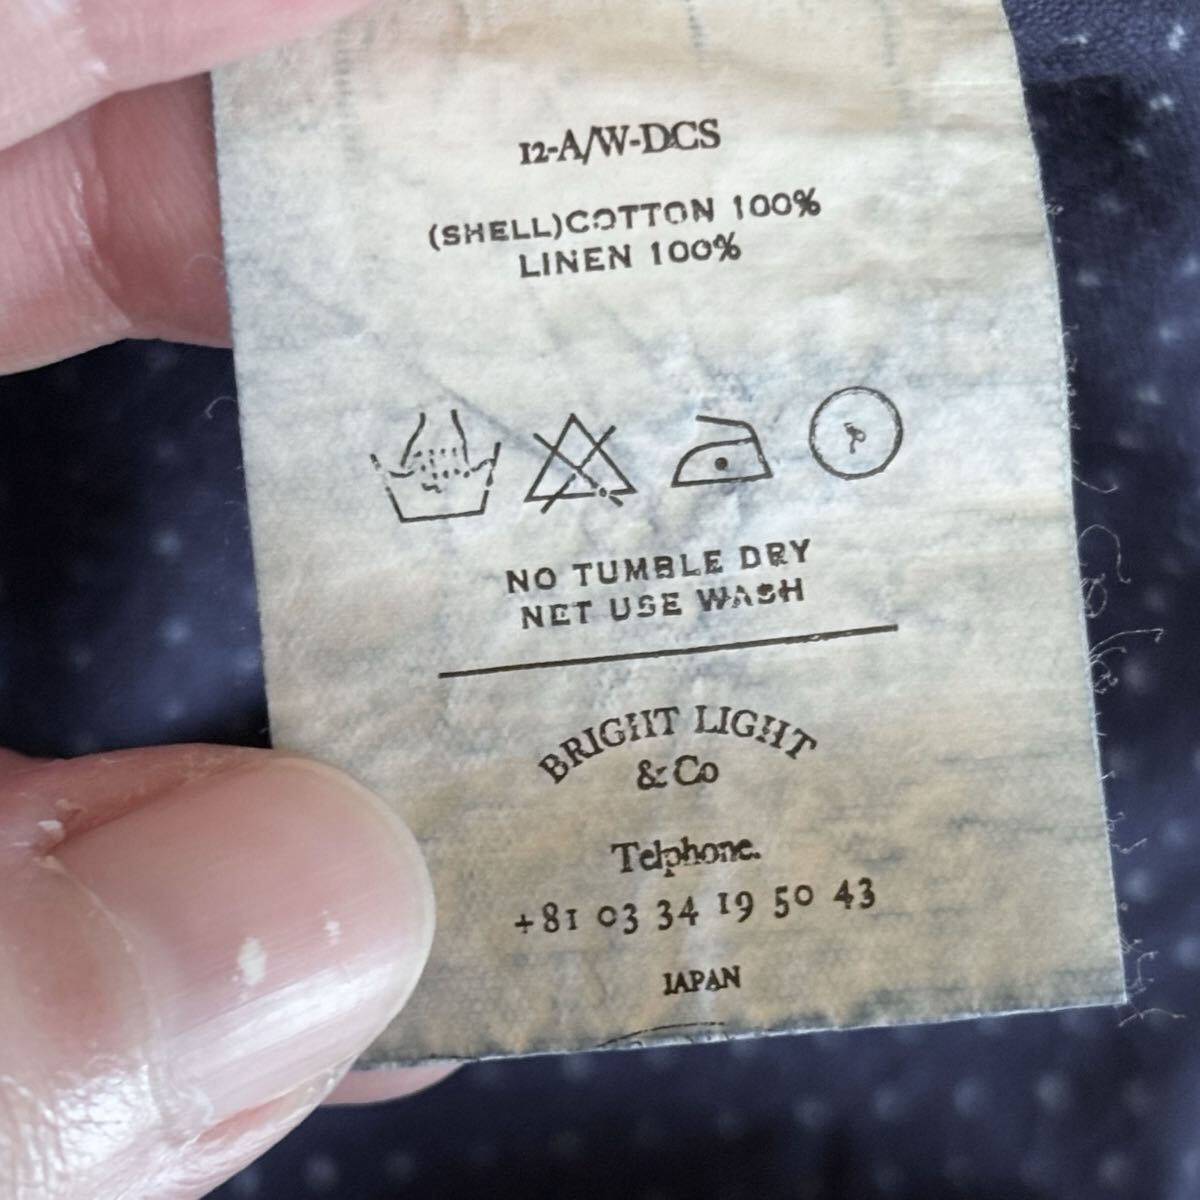 12-A/W-DCS
(SHELL)COTTON 100%
LINEN 100%
P
NO TUMBLE DRY
NET USE WASH
BRIGHT LIGHT
& Co
Telphone.
+81 03 34 19 50 43
JAPAN